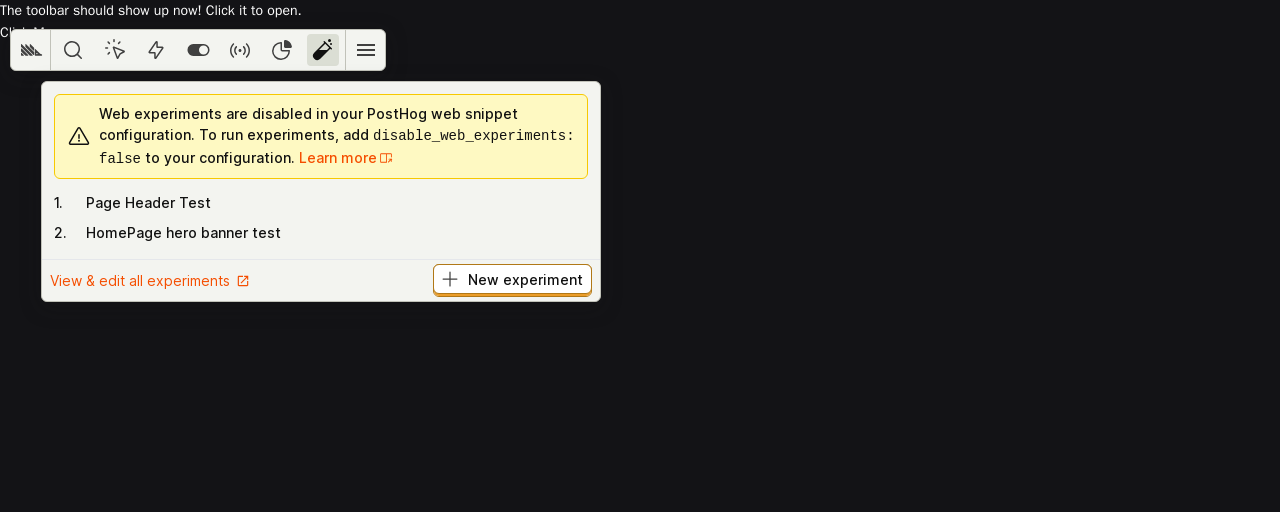 The toolbar should show up now! Click it to open.
Web experiments are disabled in your PostHog web snippet
configuration. To run experiments, add disable_web_experiments:
false to your configuration. Learn more
1. Page Header Test
2. HomePage hero banner test
View & edit all experiments
New experiment